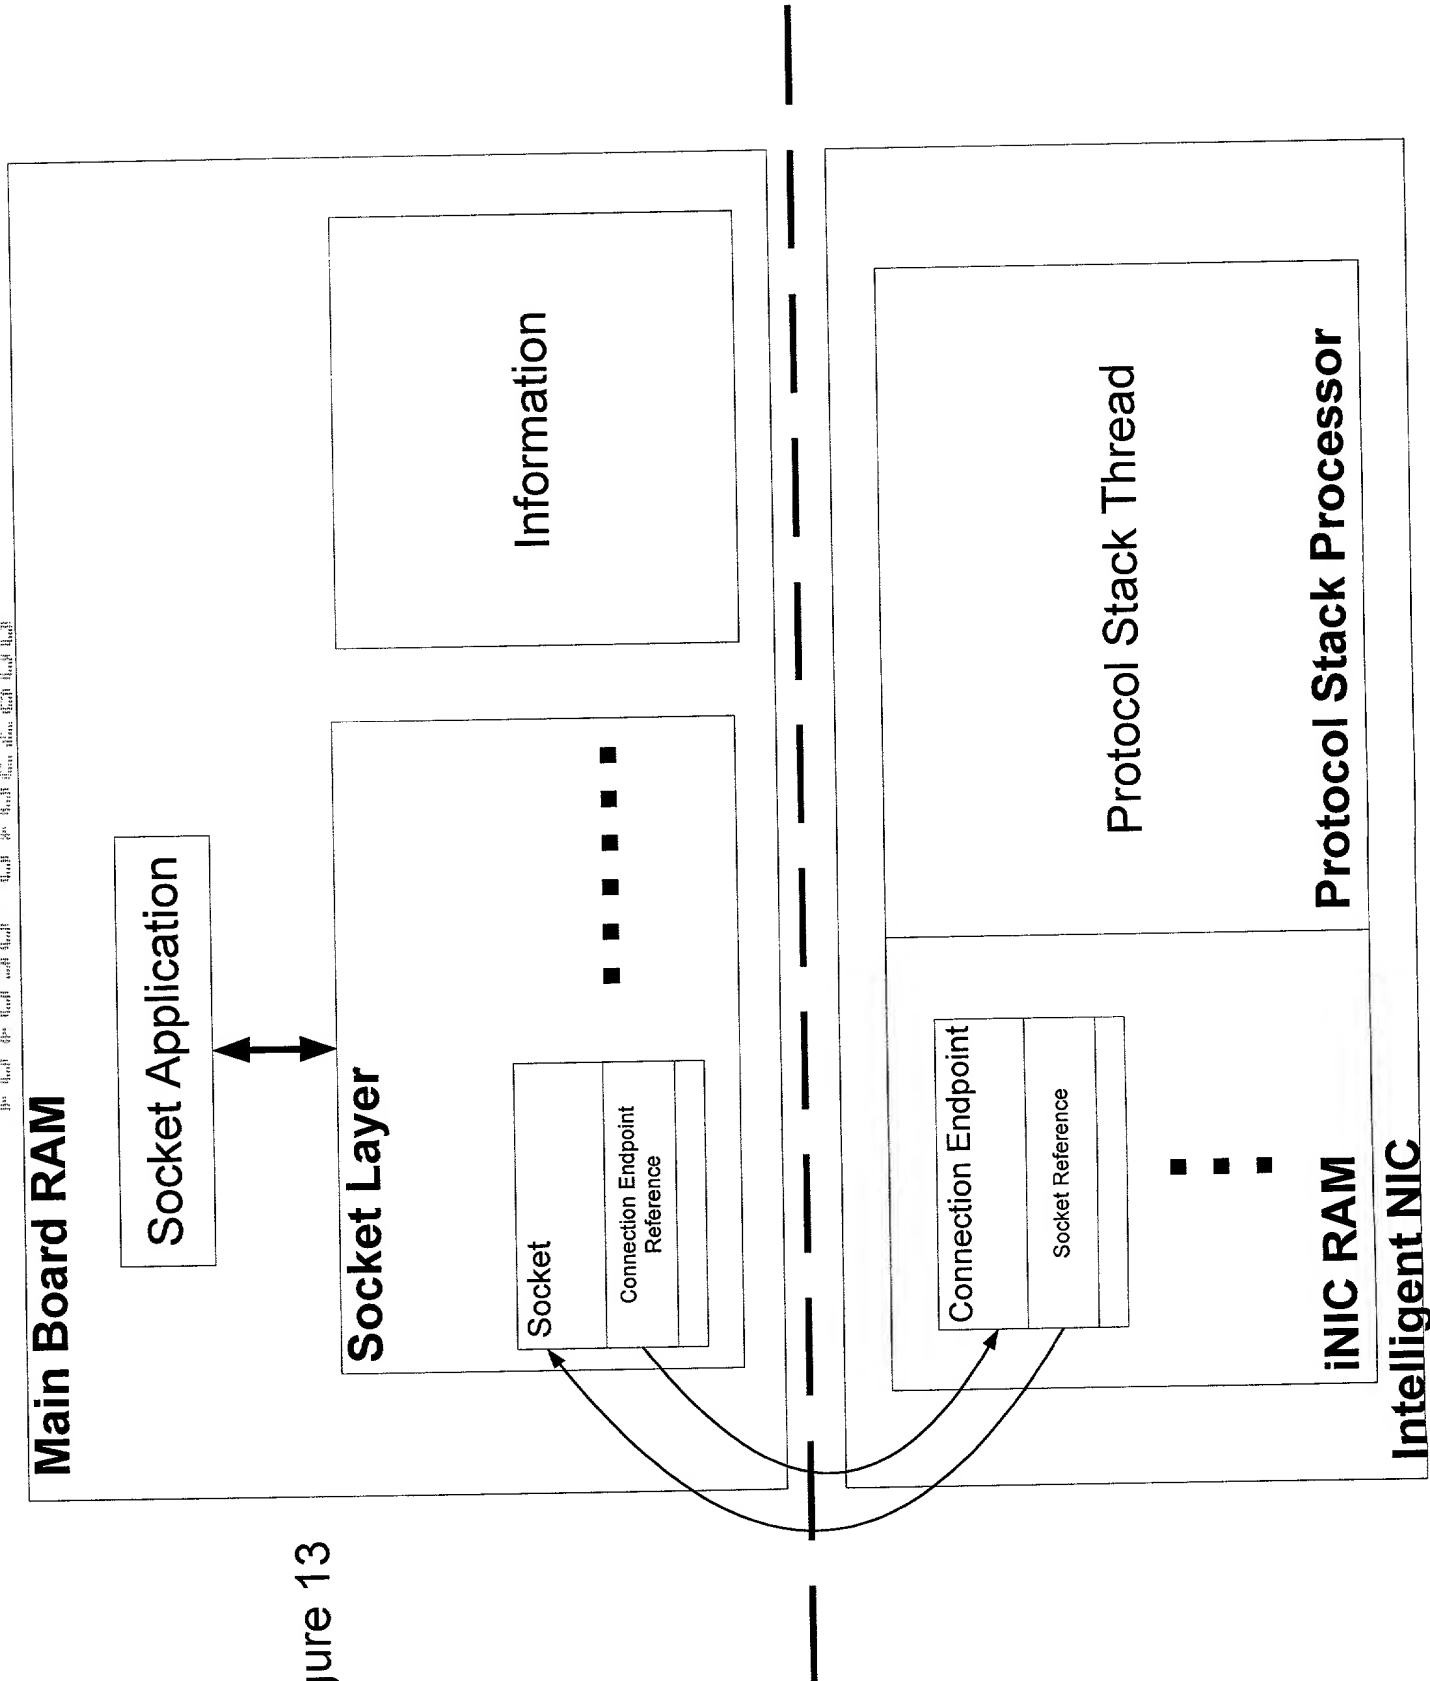 Main Board RAM
Socket Application
Socket Layer
Socket
Connection Endpoint
Reference
Information
Connection Endpoint
Socket Reference
iNIC RAM
Protocol Stack Thread
Protocol Stack Processor
Intelligent NIC
gure 13